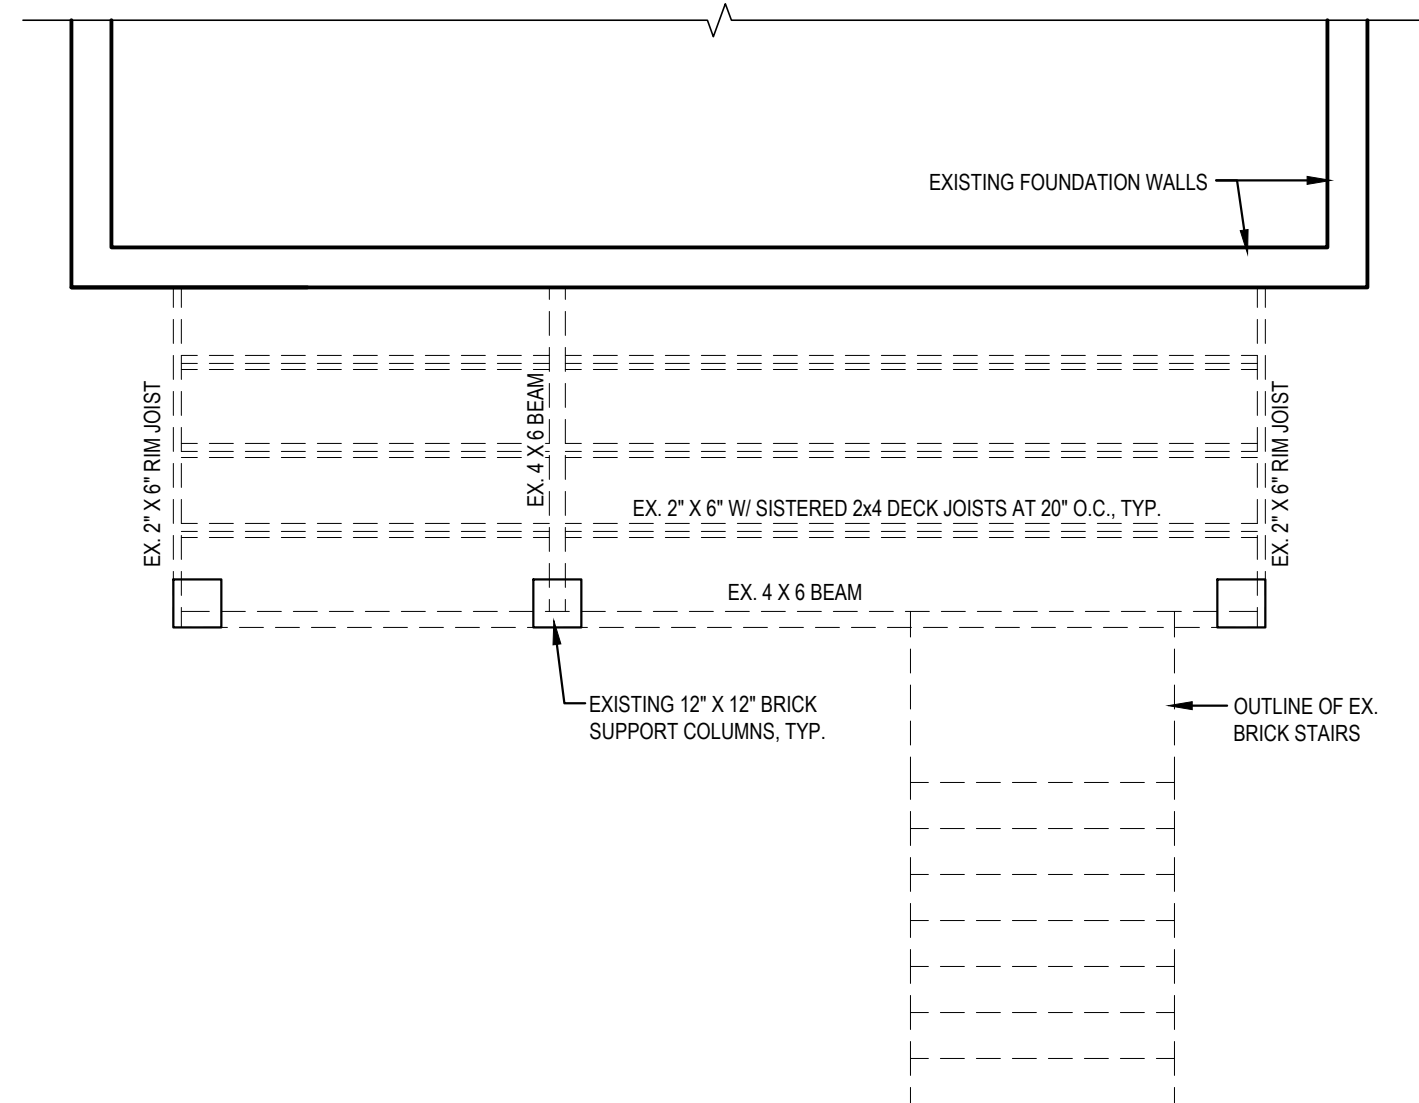 EXISTING FOUNDATION WALLS
EX. 2" X 6" RIM JOIST
EX. 4 X 6 BEAM
EX. 2" X 6" RIM JOIST
EX. 2" X 6" W/ SISTERED 2x4 DECK JOISTS AT 20" O.C., TYP.
EX. 4 X 6 BEAM
EXISTING 12" X 12" BRICK
SUPPORT COLUMNS, TYP.
OUTLINE OF EX.
BRICK STAIRS